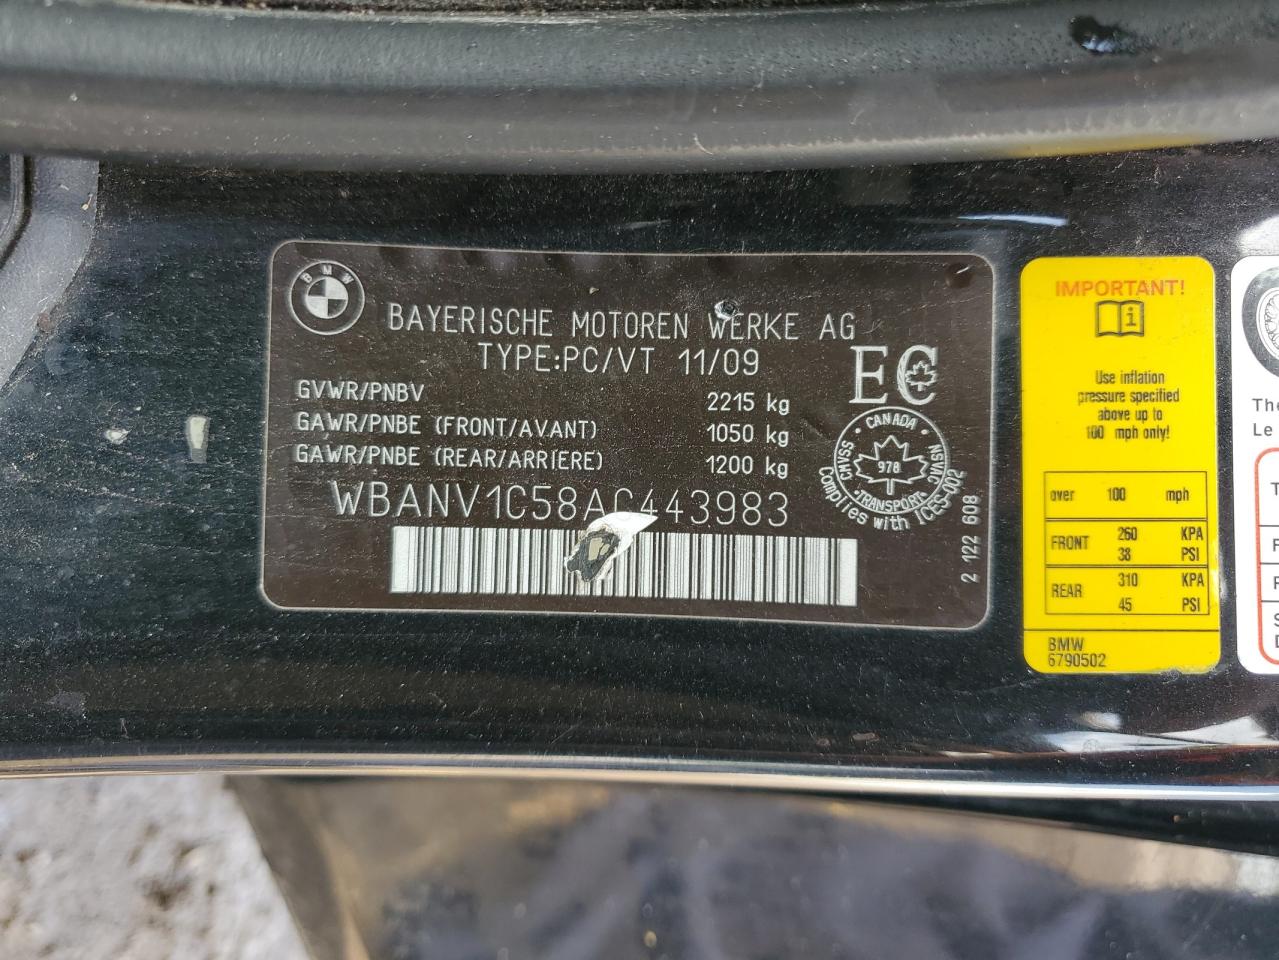 BMW
BAYERISCHE MOTOREN WERKE AG
TYPE:PC/VT 11/09
GVWR/PNBV 2215 kg
GAWR/PNBE (FRONT/AVANT) 1050 kg
GAWR/PNBE (REAR/ARRIERE) 1200 kg
WBANV1C58AC443983
EC
CANADA
CMVSS 978 NSVAC
TRANSPORT
Complies with ICES-002
2 122 608
IMPORTANT!
i
Use inflation
pressure specified
above up to
100 mph only!
over 100 mph
FRONT 260 KPA
38 PSI
REAR 310 KPA
45 PSI
BMW
6790502
The
Le
T
F
F
S
D